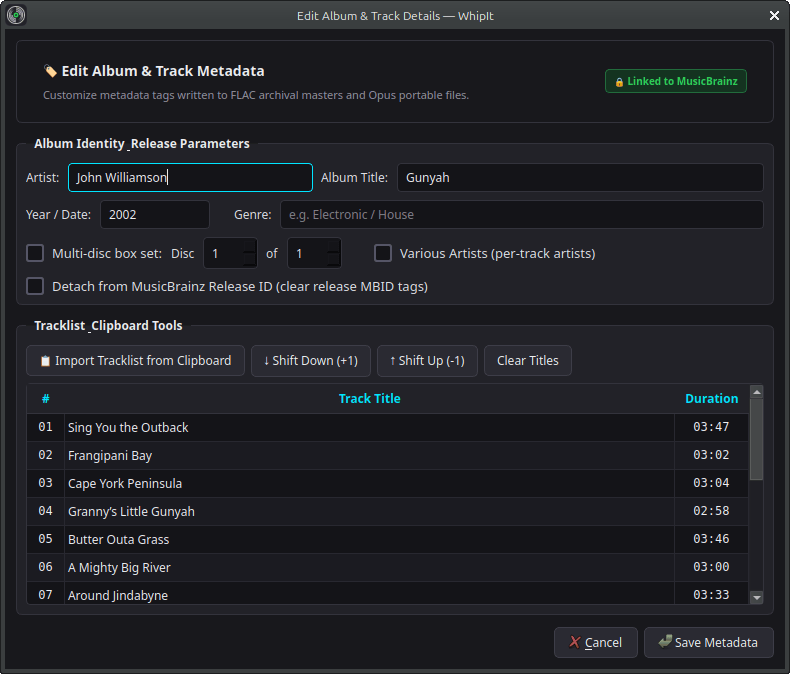 Edit Album & Track Details — WhipIt
Edit Album & Track Metadata
Customize metadata tags written to FLAC archival masters and Opus portable files.
Linked to MusicBrainz
Album Identity _Release Parameters
Artist: John Williamson Album Title: Gunyah
Year / Date: 2002 Genre: e.g. Electronic / House
Multi-disc box set: Disc 1 of 1 Various Artists (per-track artists)
Detach from MusicBrainz Release ID (clear release MBID tags)
Tracklist _Clipboard Tools
Import Tracklist from Clipboard ↓ Shift Down (+1) ↑ Shift Up (-1) Clear Titles
# Track Title Duration
01 Sing You the Outback 03:47
02 Frangipani Bay 03:02
03 Cape York Peninsula 03:04
04 Granny’s Little Gunyah 02:58
05 Butter Outa Grass 03:46
06 A Mighty Big River 03:00
07 Around Jindabyne 03:33
Cancel Save Metadata